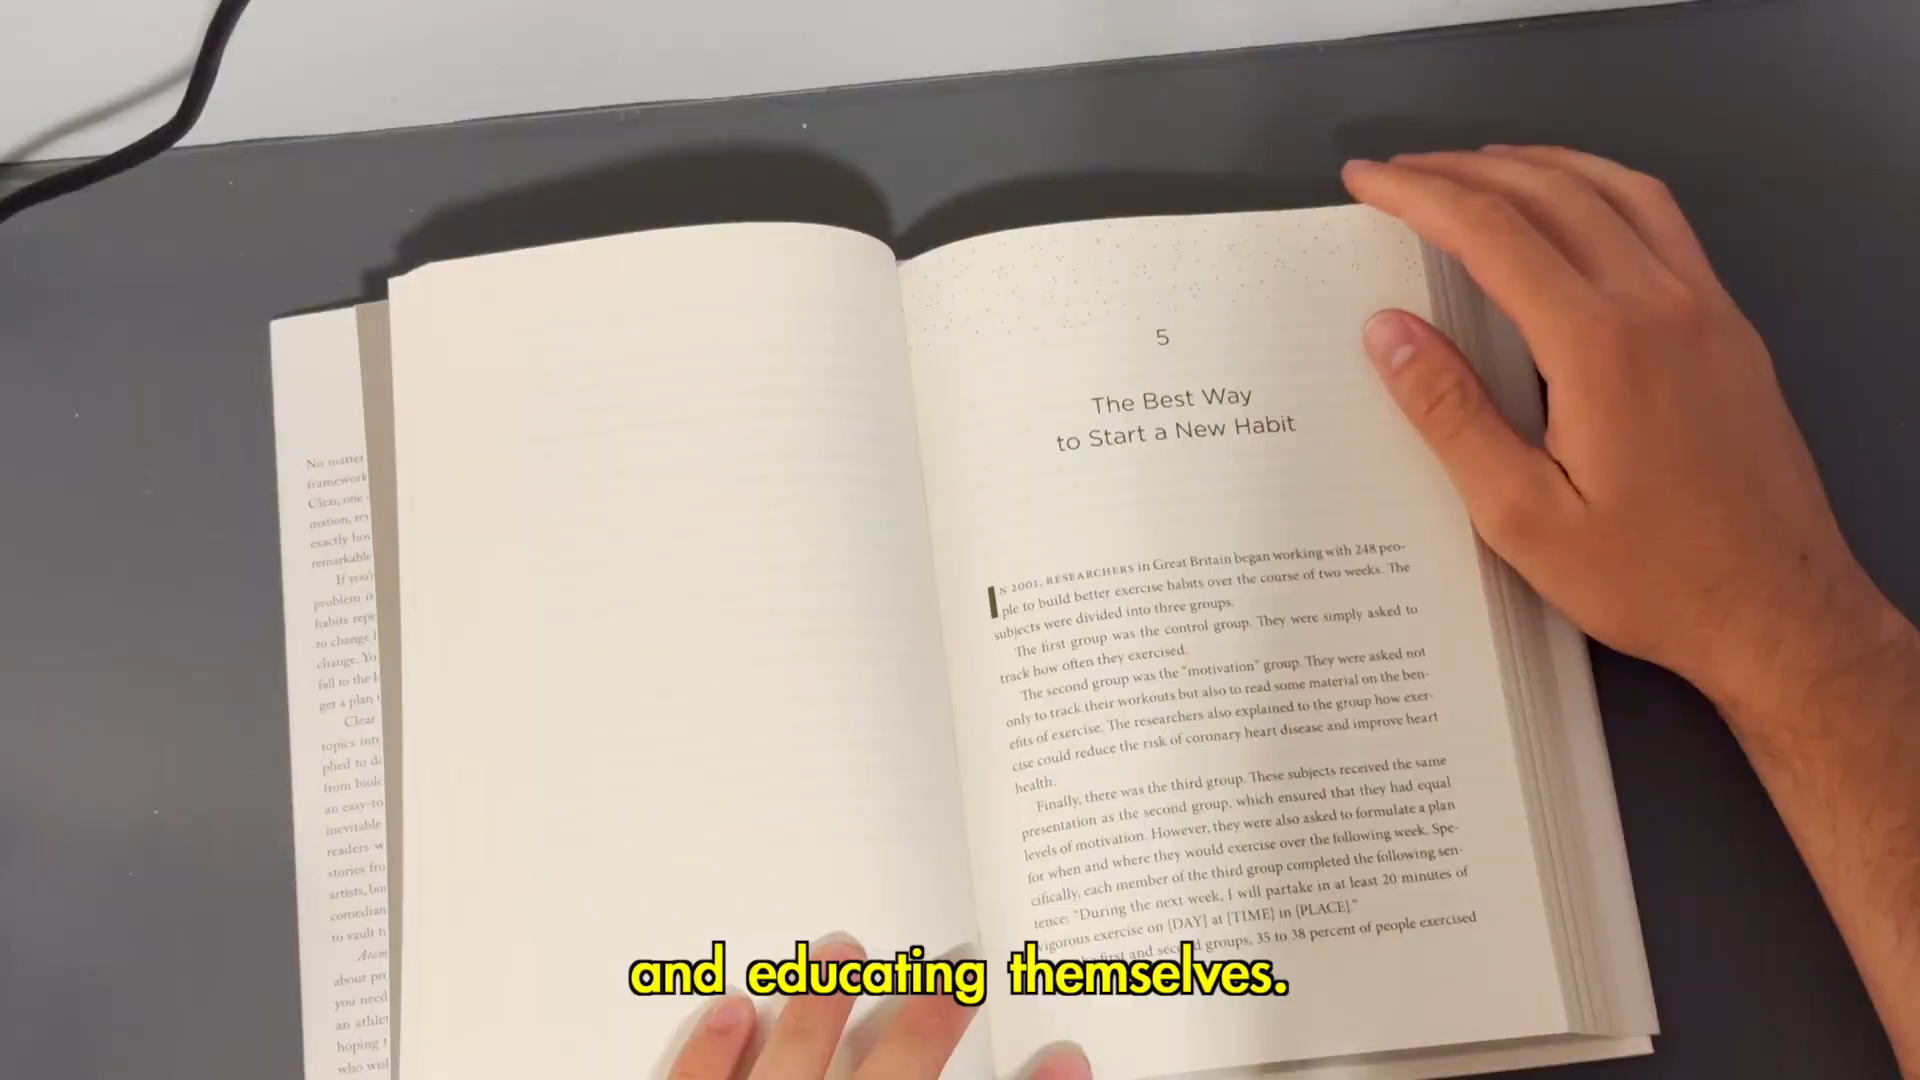 No matter
framework
Clear, one
mation, rev
exactly how
remarkable
If you'r
problem is
habits repe
to change
change. Yo
fall to the l
get a plan t
Clear
topics into
plied to di
from biolo
an easy-to
inevitable
readers w
stories fro
artists, bu
comedian
to vault t
Atom
about pro
you need
an athlet
hoping t
who wish
5
The Best Way
to Start a New Habit
IN 2001, RESEARCHERS in Great Britain began working with 248 peo-
ple to build better exercise habits over the course of two weeks. The
subjects were divided into three groups.
The first group was the control group. They were simply asked to
track how often they exercised.
The second group was the “motivation” group. They were asked not
only to track their workouts but also to read some material on the ben-
efits of exercise. The researchers also explained to the group how exer-
cise could reduce the risk of coronary heart disease and improve heart
health.
Finally, there was the third group. These subjects received the same
presentation as the second group, which ensured that they had equal
levels of motivation. However, they were also asked to formulate a plan
for when and where they would exercise over the following week. Spe-
cifically, each member of the third group completed the following sen-
tence: “During the next week, I will partake in at least 20 minutes of
vigorous exercise on [DAY] at [TIME] in [PLACE].”
first and second groups, 35 to 38 percent of people exercised
and educating themselves.